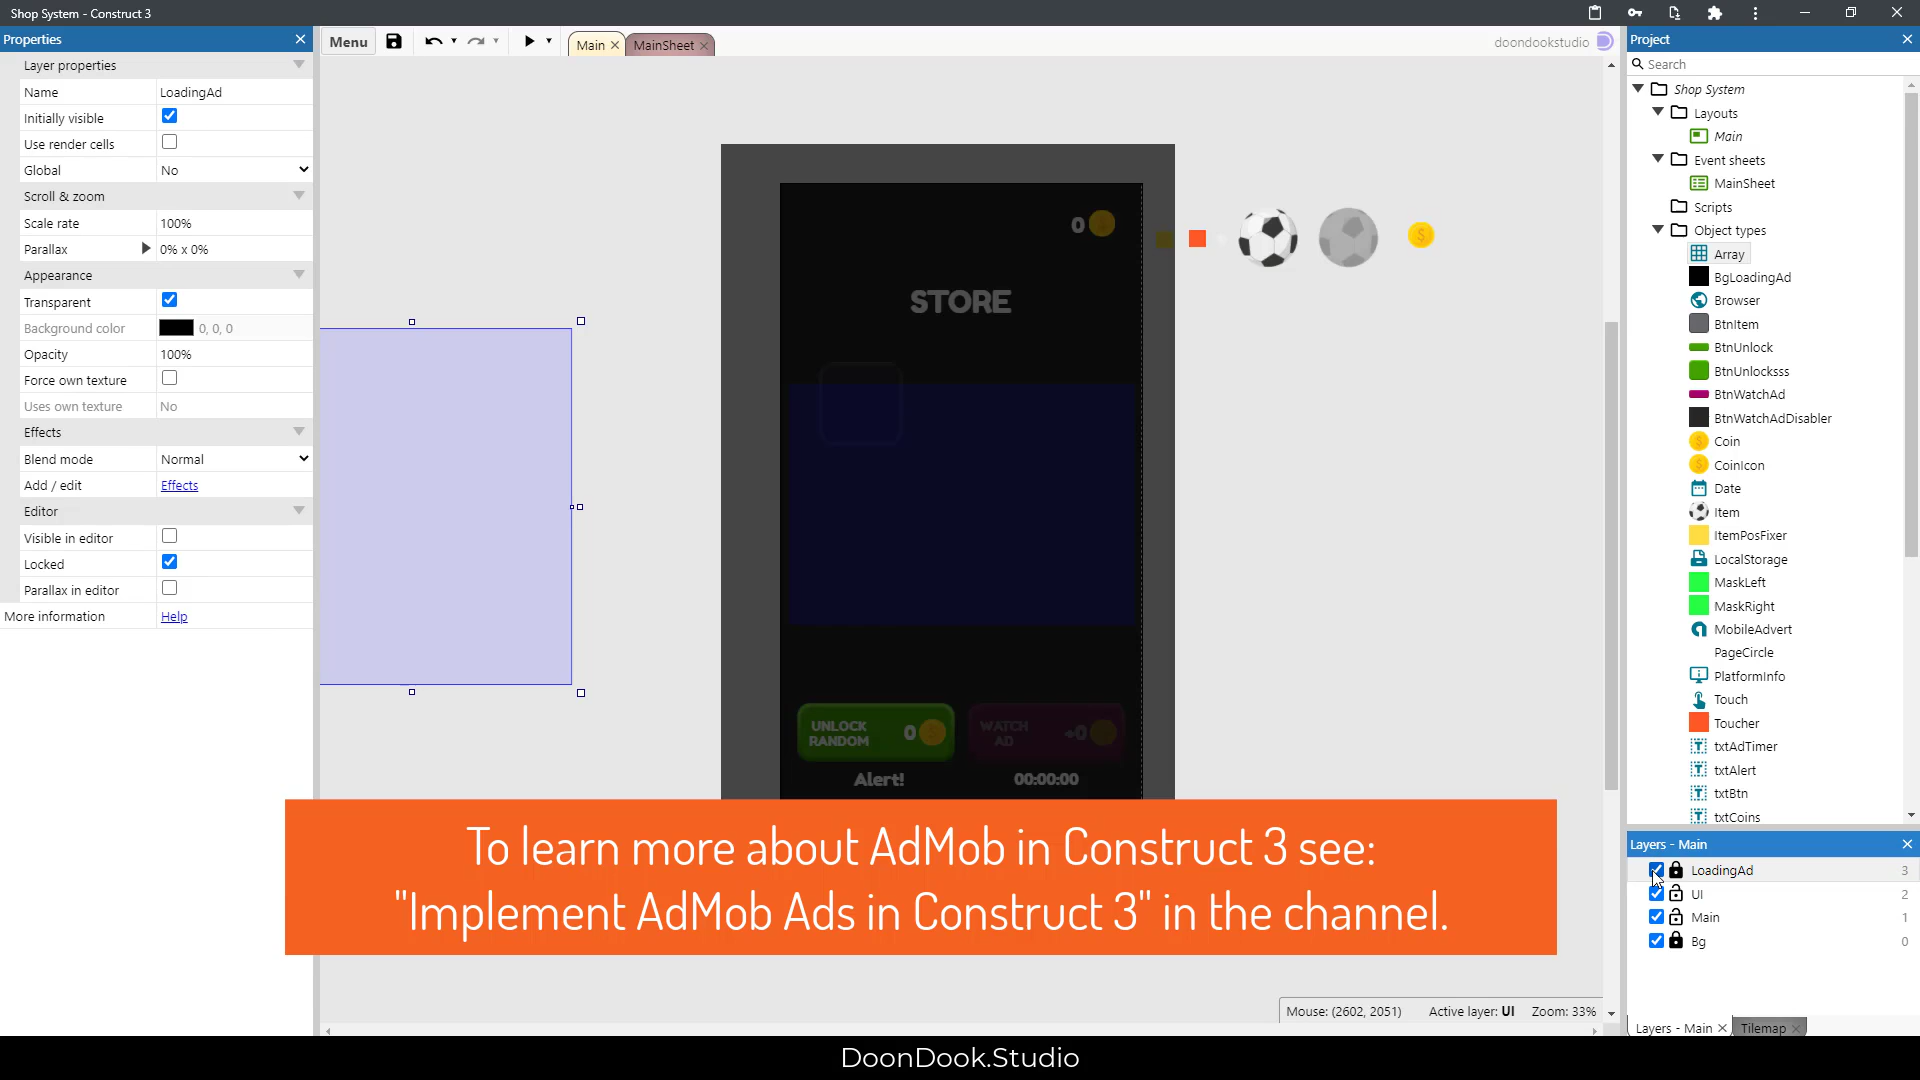 Shop System - Construct 3
Properties
Layer properties
Name LoadingAd
Initially visible
Use render cells
Global No
Scroll & zoom
Scale rate 100%
Parallax 0% x 0%
Appearance
Transparent
Background color 0, 0, 0
Opacity 100%
Force own texture
Uses own texture No
Effects
Blend mode Normal
Add / edit Effects
Editor
Visible in editor
Locked
Parallax in editor
More information Help
Menu
Main
MainSheet
doondookstudio
0
STORE
UNLOCK
RANDOM
0
WATCH
AD
+0
Alert!
00:00:00
To learn more about AdMob in Construct 3 see:
"Implement AdMob Ads in Construct 3" in the channel.
Mouse: (2602, 2051) Active layer: UI Zoom: 33%
Project
Search
Shop System
Layouts
Main
Event sheets
MainSheet
Scripts
Object types
Array
BgLoadingAd
Browser
BtnItem
BtnUnlock
BtnUnlocksss
BtnWatchAd
BtnWatchAdDisabler
Coin
CoinIcon
Date
Item
ItemPosFixer
LocalStorage
MaskLeft
MaskRight
MobileAdvert
PageCircle
PlatformInfo
Touch
Toucher
txtAdTimer
txtAlert
txtBtn
txtCoins
Layers - Main
LoadingAd 3
UI 2
Main 1
Bg 0
Layers - Main
Tilemap
DoonDook.Studio